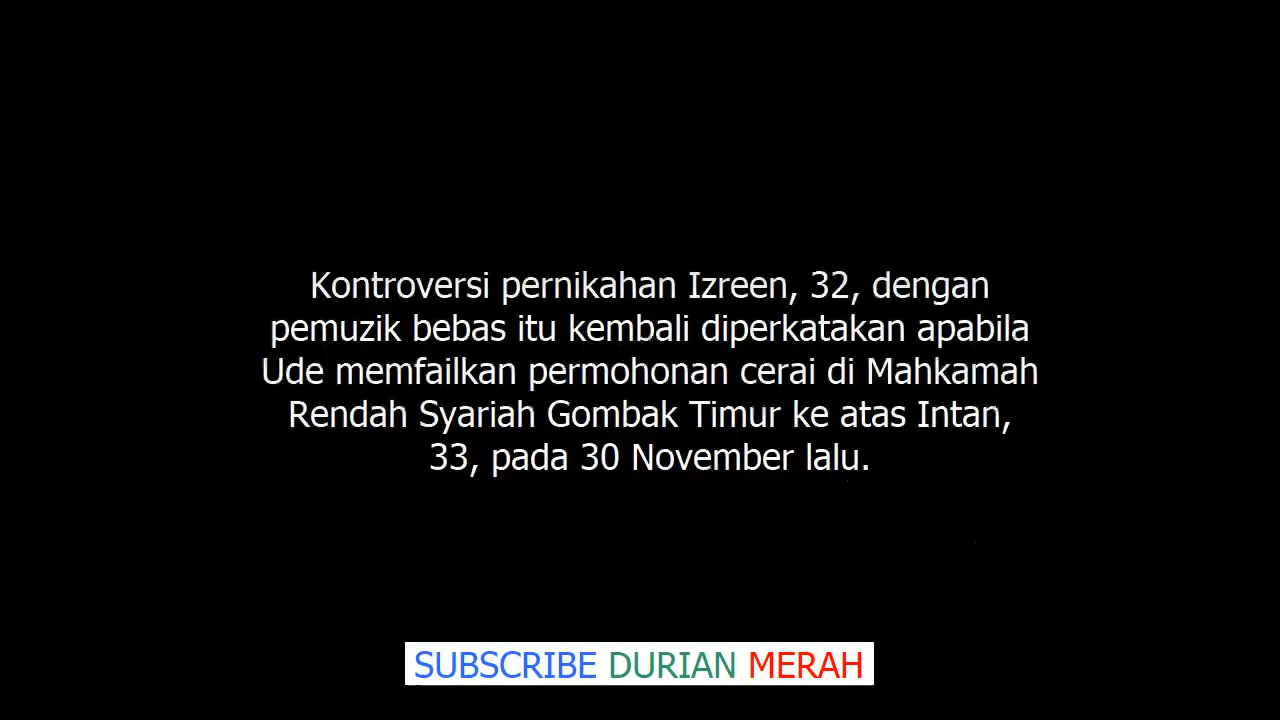 Kontroversi pernikahan Izreen, 32, dengan
pemuzik bebas itu kembali diperkatakan apabila
Ude memfailkan permohonan cerai di Mahkamah
Rendah Syariah Gombak Timur ke atas Intan,
33, pada 30 November lalu.
SUBSCRIBE DURIAN MERAH